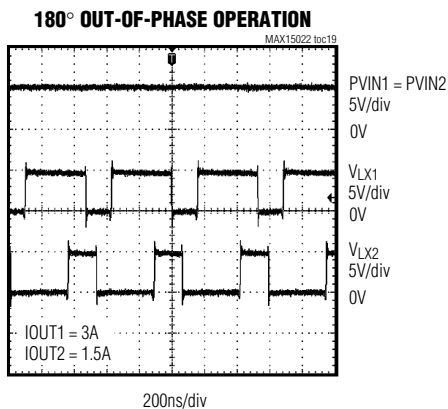 180° OUT-OF-PHASE OPERATION
MAX15022 toc19
PVIN1 = PVIN2
5V/div
0V
VLX1
5V/div
0V
VLX2
5V/div
0V
IOUT1 = 3A
IOUT2 = 1.5A
200ns/div